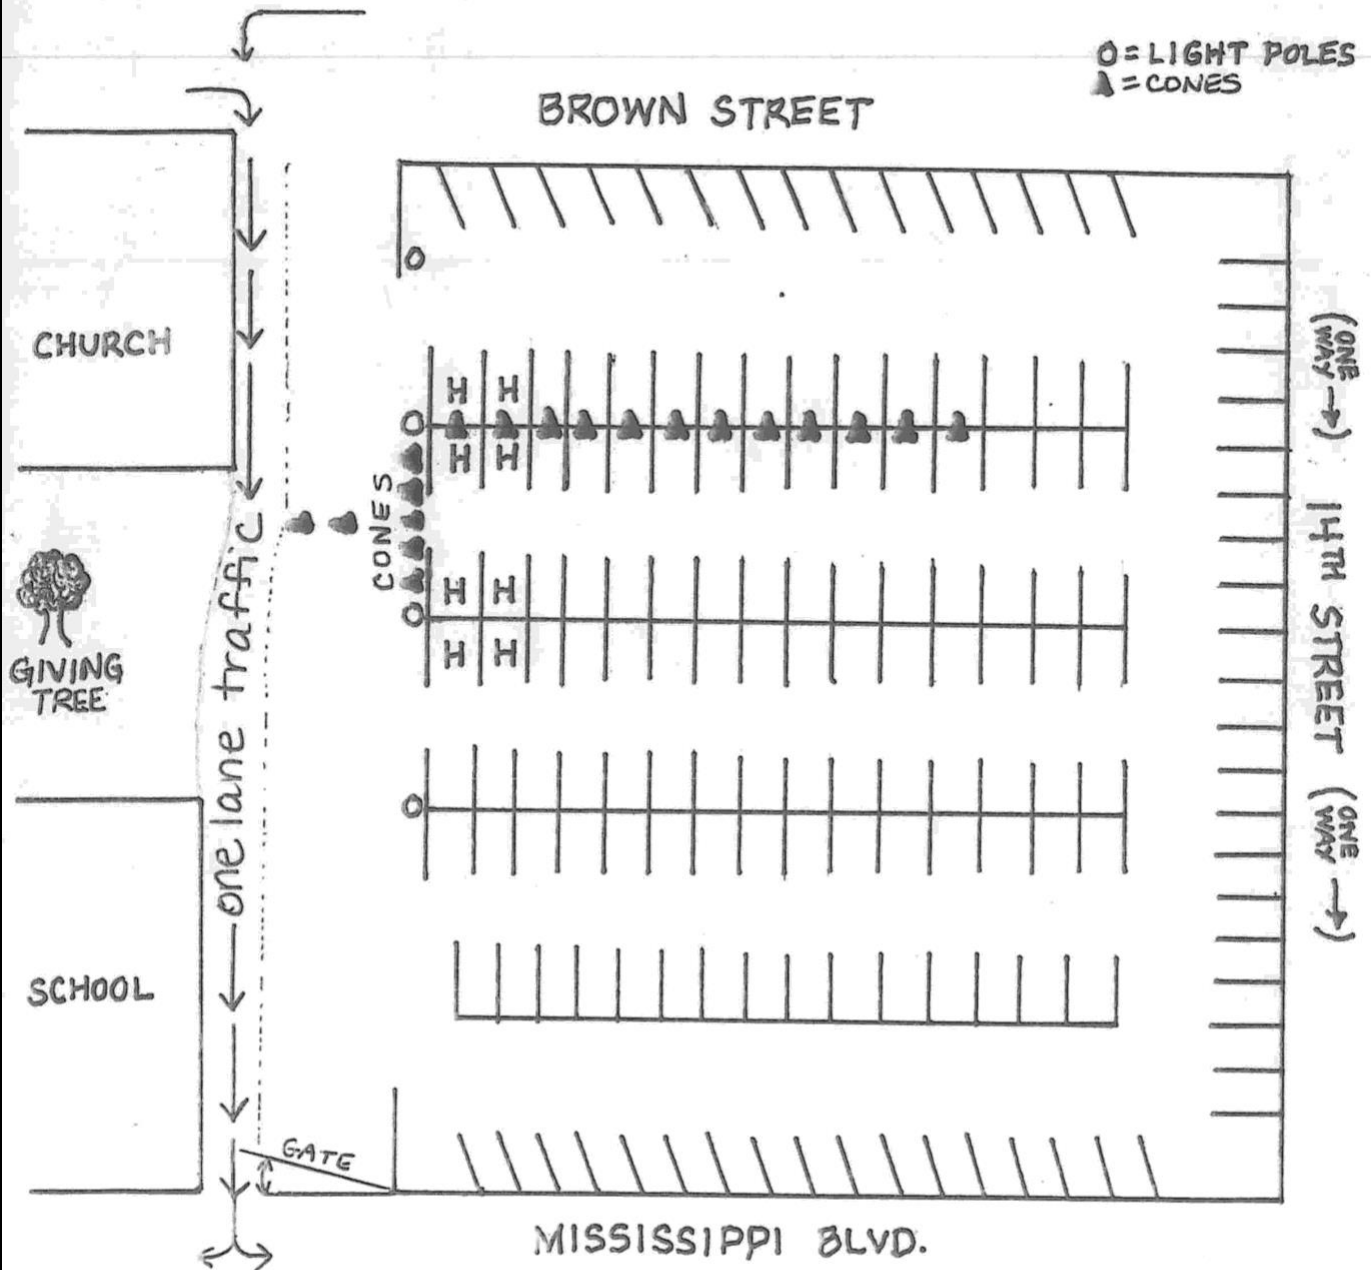 O = LIGHT POLES
▲ = CONES
BROWN STREET
CHURCH
H H
H H
CONES
H H
H H
one lane traffic
GIVING
TREE
SCHOOL
GATE
(ONE
WAY →)
14TH STREET
(ONE
WAY →)
MISSISSIPPI BLVD.